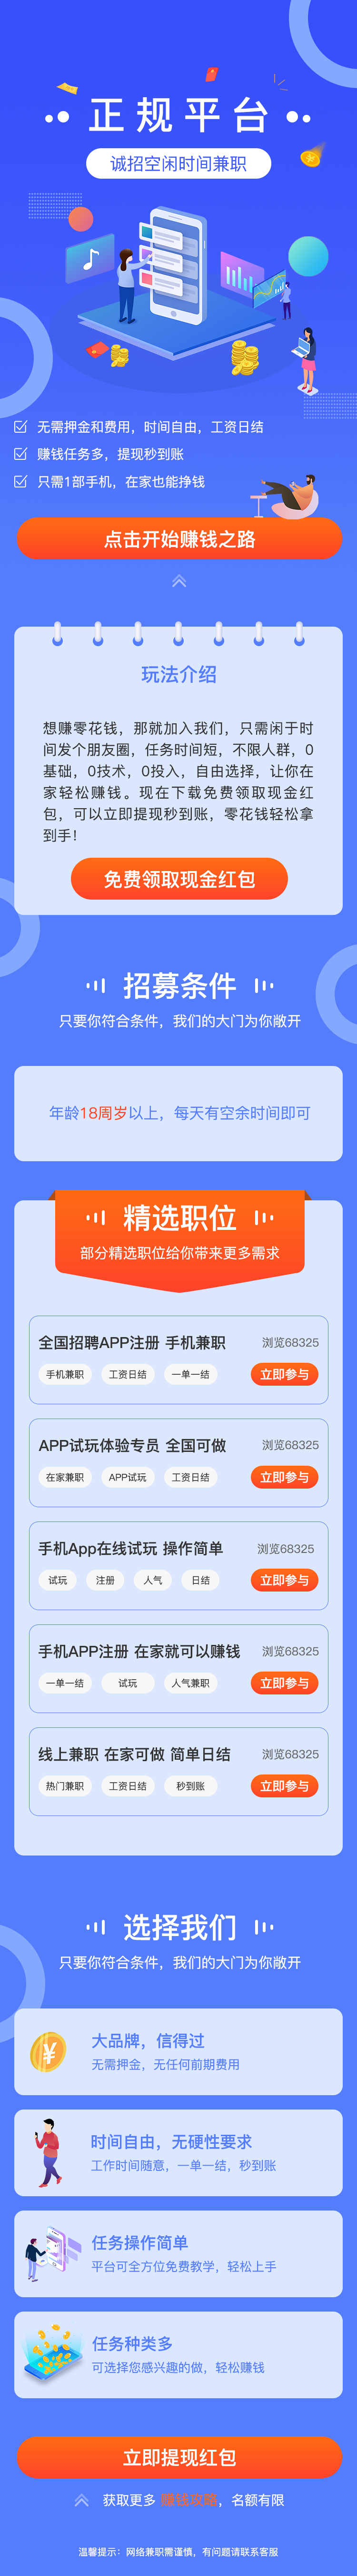 正规平台
诚招空闲时间兼职
无需押金和费用，时间自由，工资日结
赚钱任务多，提现秒到账
只需1部手机，在家也能挣钱
点击开始赚钱之路
玩法介绍
想赚零花钱，那就加入我们，只需闲于时
间发个朋友圈，任务时间短，不限人群，0
基础，0技术，0投入，自由选择，让你在
家轻松赚钱。现在下载免费领取现金红
包，可以立即提现秒到账，零花钱轻松拿
到手！
免费领取现金红包
招募条件
只要你符合条件，我们的大门为你敞开
年龄18周岁以上，每天有空余时间即可
精选职位
部分精选职位给你带来更多需求
全国招聘APP注册 手机兼职 浏览68325
手机兼职 工资日结 一单一结 立即参与
APP试玩体验专员 全国可做 浏览68325
在家兼职 APP试玩 工资日结 立即参与
手机App在线试玩 操作简单 浏览68325
试玩 注册 人气 日结 立即参与
手机APP注册 在家就可以赚钱 浏览68325
一单一结 试玩 人气兼职 立即参与
线上兼职 在家可做 简单日结 浏览68325
热门兼职 工资日结 秒到账 立即参与
选择我们
只要你符合条件，我们的大门为你敞开
¥
大品牌，信得过
无需押金，无任何前期费用
时间自由，无硬性要求
工作时间随意，一单一结，秒到账
任务操作简单
平台可全方位免费教学，轻松上手
任务种类多
可选择您感兴趣的做，轻松赚钱
立即提现红包
获取更多 赚钱攻略，名额有限
温馨提示：网络兼职需谨慎，有问题请联系客服